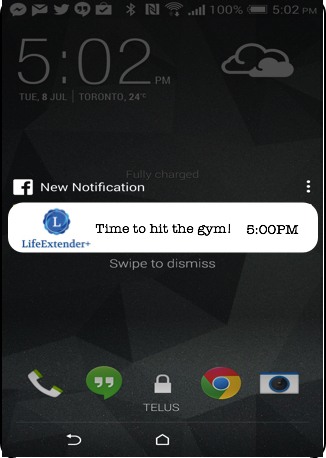 100% 5:02 PM
5:02 PM
TUE, 8 JUL | TORONTO, 24°C
Fully charged
New Notification
L
LifeExtender+
Time to hit the gym! 5:00PM
Swipe to dismiss
TELUS